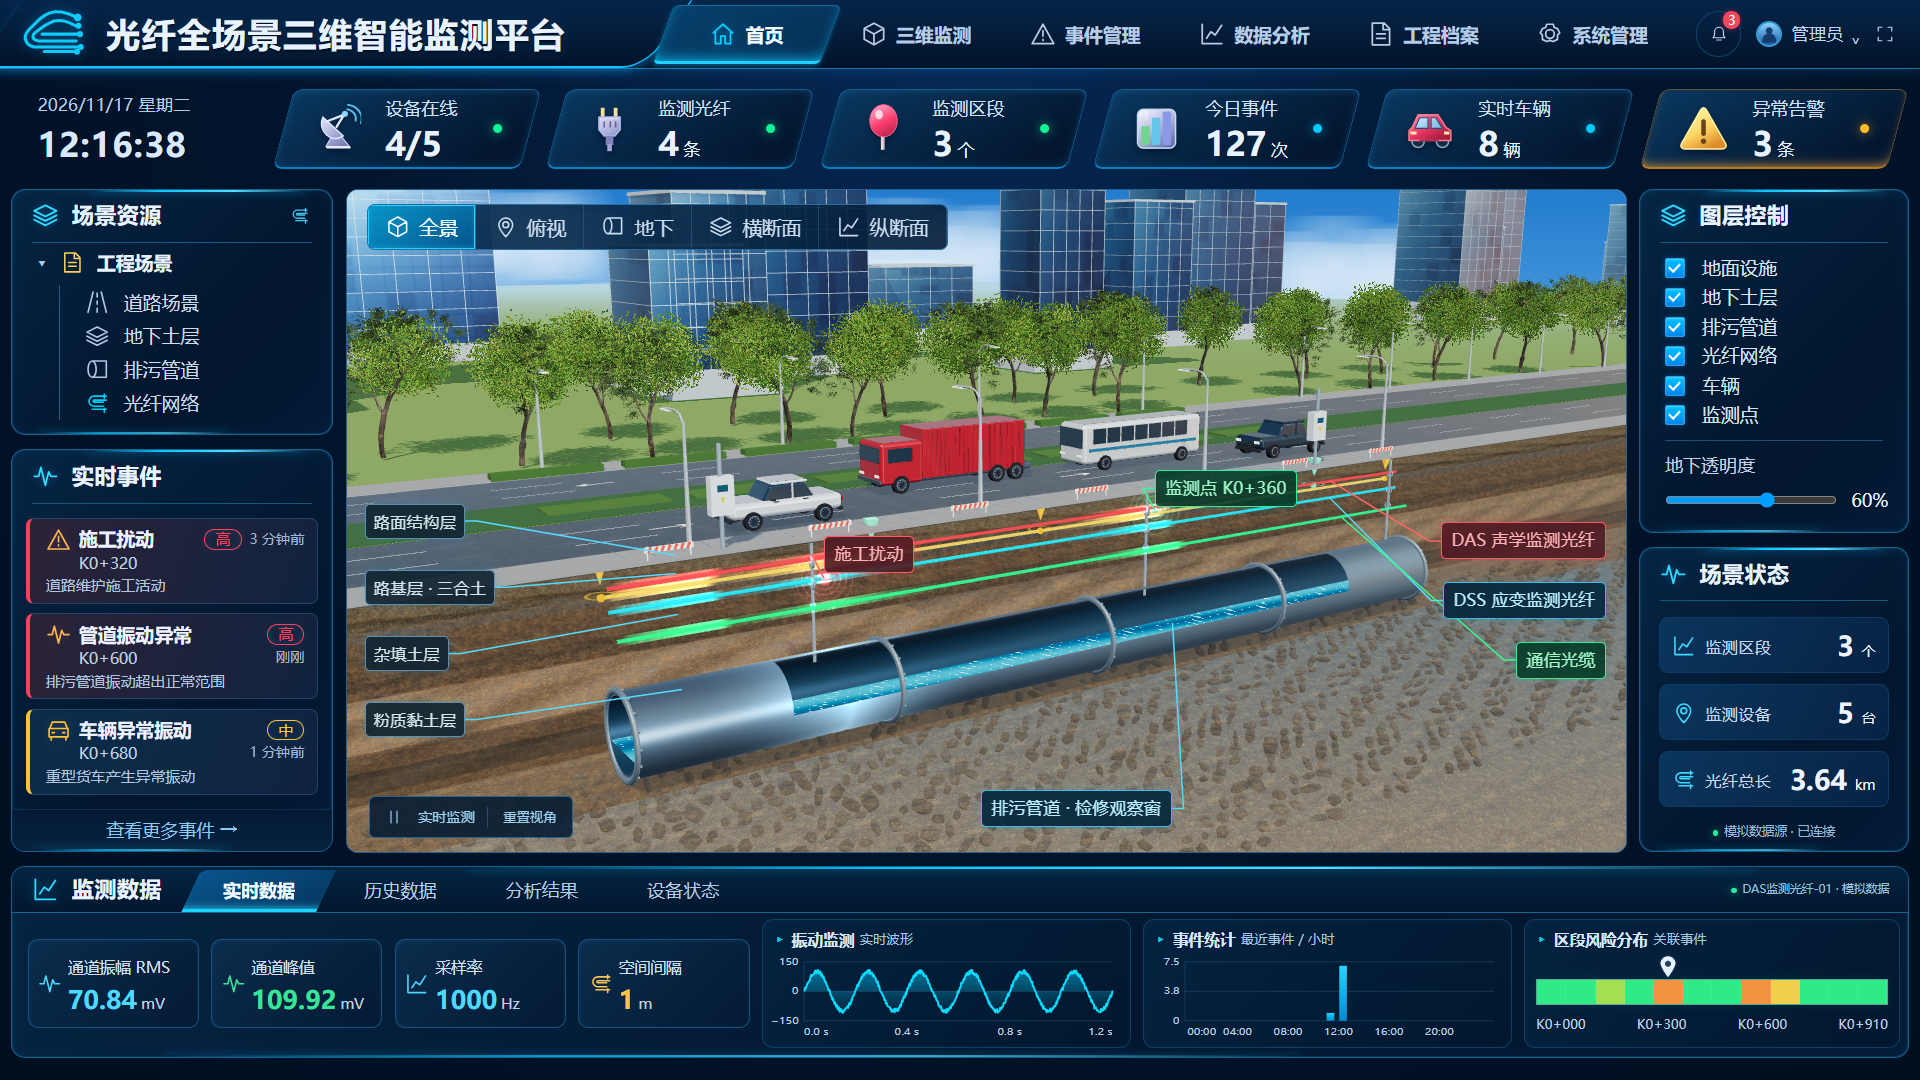 光纤全场景三维智能监测平台
首页
三维监测
事件管理
数据分析
工程档案
系统管理
3
管理员
2026/11/17 星期二
12:16:38
设备在线
4/5
监测光纤
4 条
监测区段
3 个
今日事件
127 次
实时车辆
8 辆
异常告警
3 条
场景资源
工程场景
道路场景
地下土层
排污管道
光纤网络
实时事件
施工扰动 高 3 分钟前
K0+320
道路维护施工活动
管道振动异常 高
K0+600 刚刚
排污管道振动超出正常范围
车辆异常振动 中
K0+680 1 分钟前
重型货车产生异常振动
查看更多事件 →
全景
俯视
地下
横断面
纵断面
路面结构层
路基层 · 三合土
杂填土层
粉质黏土层
施工扰动
监测点 K0+360
DAS 声学监测光纤
DSS 应变监测光纤
通信光缆
排污管道 · 检修观察窗
实时监测
重置视角
图层控制
地面设施
地下土层
排污管道
光纤网络
车辆
监测点
地下透明度
60%
场景状态
监测区段 3 个
监测设备 5 台
光纤总长 3.64 km
模拟数据源 · 已连接
监测数据
实时数据
历史数据
分析结果
设备状态
DAS监测光纤-01 · 模拟数据
通道振幅 RMS
70.84 mV
通道峰值
109.92 mV
采样率
1000 Hz
空间间隔
1 m
振动监测 实时波形
150
0
−150
0.0 s 0.4 s 0.8 s 1.2 s
事件统计 最近事件 / 小时
7.5
3.8
0
00:00 04:00 08:00 12:00 16:00 20:00
区段风险分布 关联事件
K0+000 K0+300 K0+600 K0+910